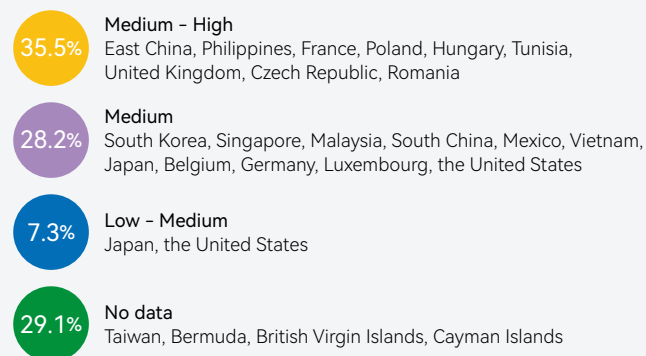 35.5%
Medium – High
East China, Philippines, France, Poland, Hungary, Tunisia,
United Kingdom, Czech Republic, Romania
28.2%
Medium
South Korea, Singapore, Malaysia, South China, Mexico, Vietnam,
Japan, Belgium, Germany, Luxembourg, the United States
7.3%
Low – Medium
Japan, the United States
29.1%
No data
Taiwan, Bermuda, British Virgin Islands, Cayman Islands